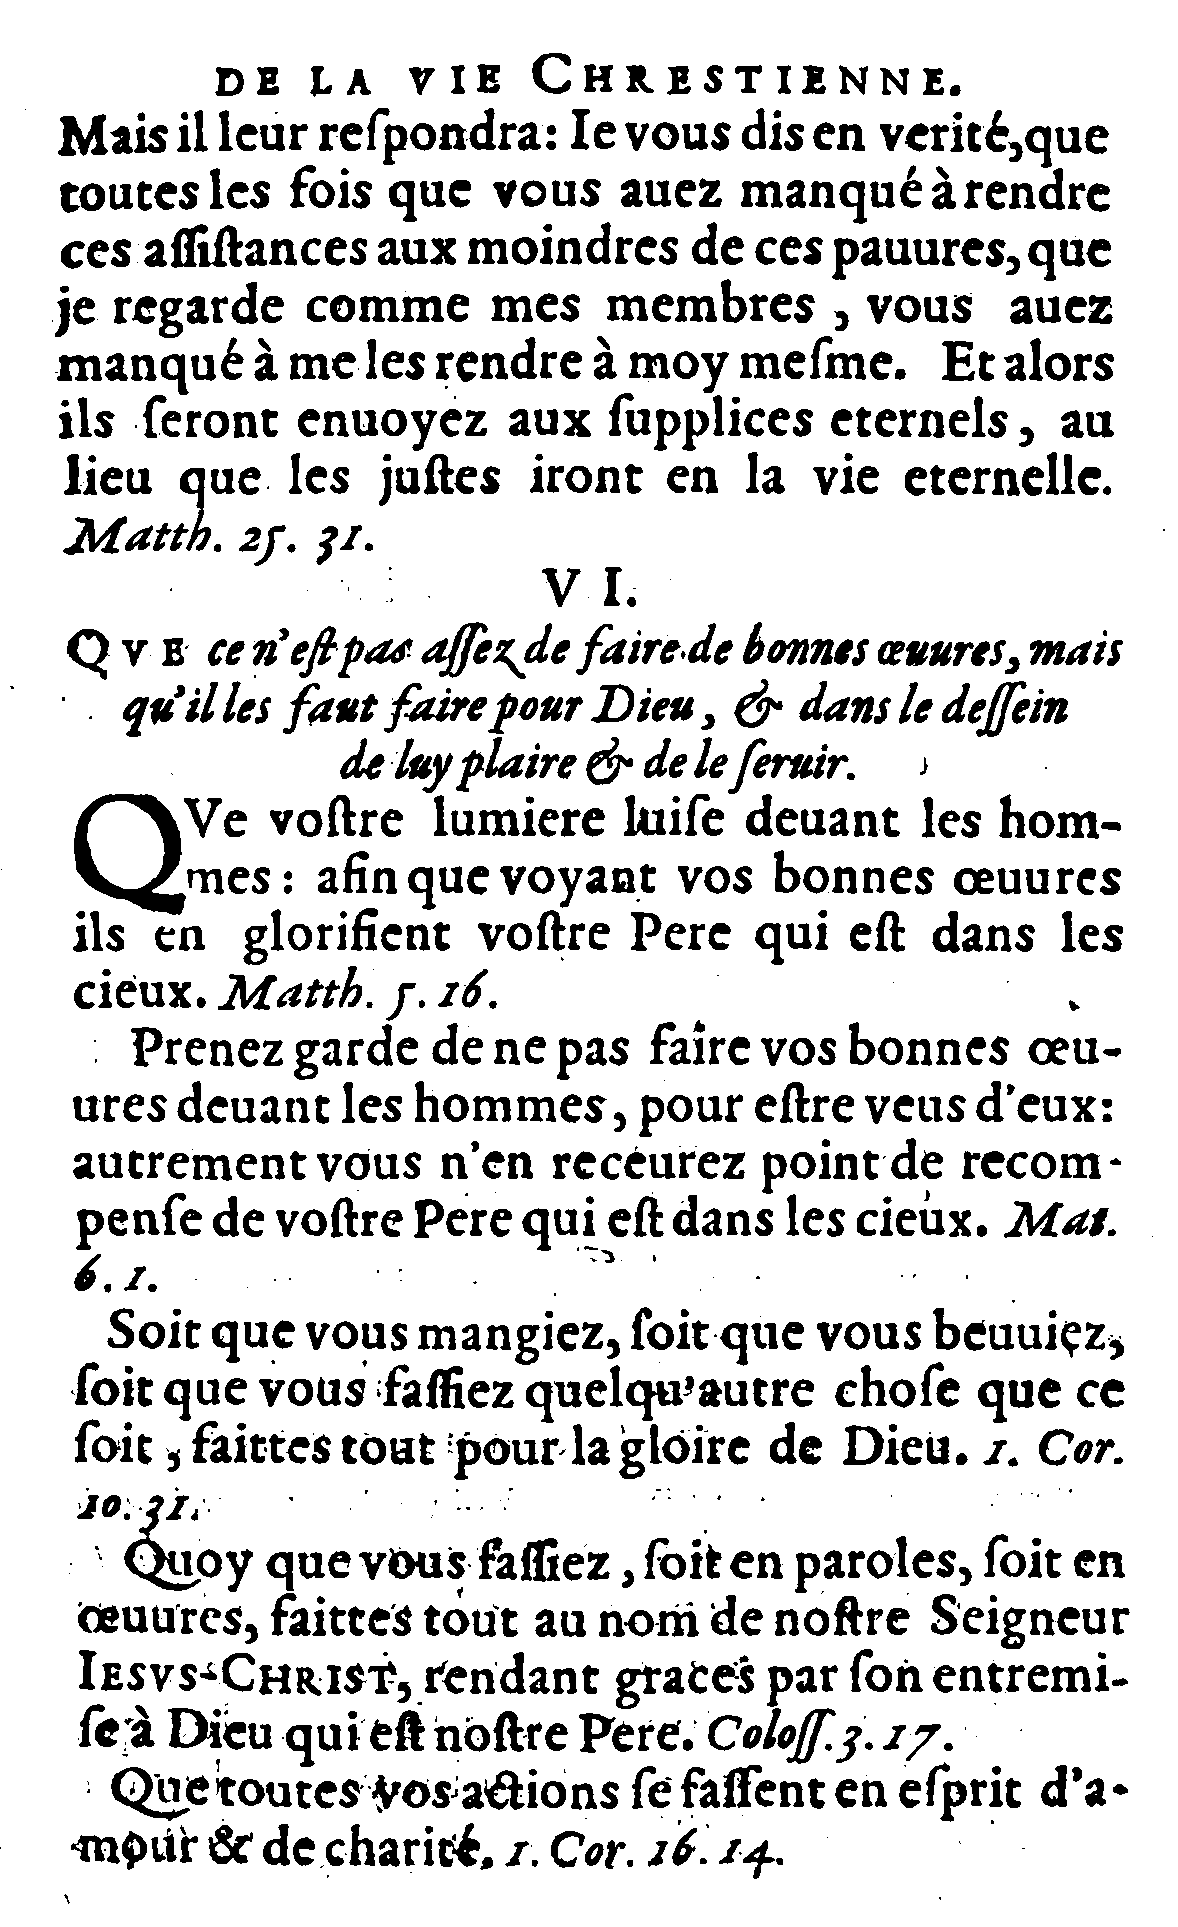 DE LA VIE CHRESTIENNE.
Mais il leur reſpondra: Ie vous dis en verité, que
toutes les fois que vous auez manqué à rendre
ces aſſiſtances aux moindres de ces pauures, que
je regarde comme mes membres , vous auez
manqué à me les rendre à moy meſme. Et alors
ils ſeront enuoyez aux ſupplices eternels, au
lieu que les juſtes iront en la vie eternelle.
Matth. 25. 31.
V I.
QVE ce n'eſt pas aſſez de faire de bonnes œuures, mais
qu'il les faut faire pour Dieu, & dans le deſſein
de luy plaire & de le ſeruir.
QVe voſtre lumiere luiſe deuant les hom-
mes : afin que voyant vos bonnes œuures
ils en glorifient voſtre Pere qui eſt dans les
cieux. Matth. 5. 16.
Prenez garde de ne pas faire vos bonnes œu-
ures deuant les hommes, pour eſtre veus d'eux:
autrement vous n'en receurez point de recom-
penſe de voſtre Pere qui eſt dans les cieux. Mat.
6. 1.
Soit que vous mangiez, ſoit que vous beuuiez,
ſoit que vous faſſiez quelqu'autre choſe que ce
ſoit , faittes tout pour la gloire de Dieu. 1. Cor.
10. 31.
Quoy que vous faſſiez, ſoit en paroles, ſoit en
œuures, faittes tout au nom de noſtre Seigneur
IESVS-CHRIST, rendant graces par ſon entremi-
ſe à Dieu qui eſt noſtre Pere. Coloſſ. 3. 17.
Que toutes vos actions ſe faſſent en eſprit d'a-
mour & de charité. 1. Cor. 16. 14.